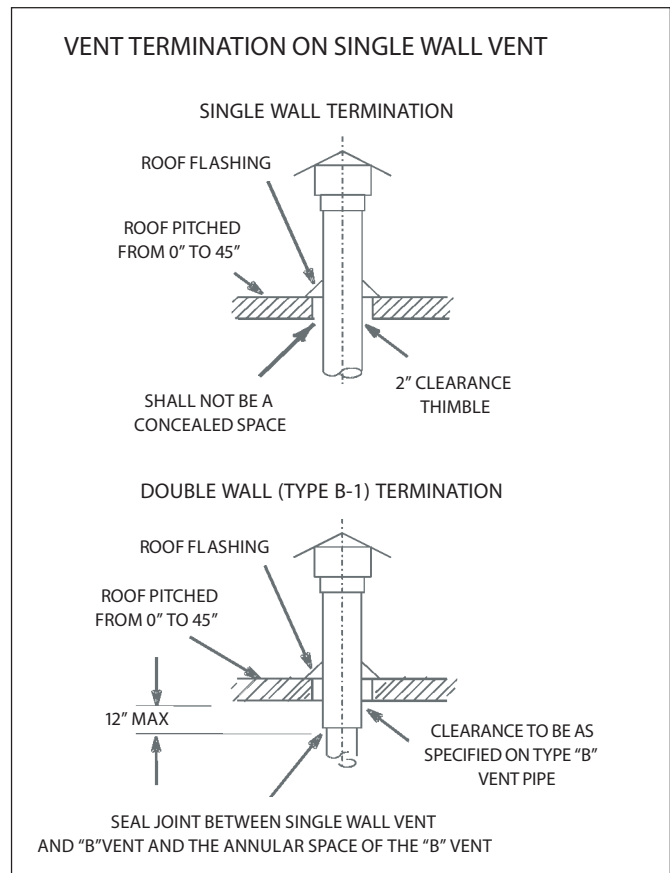 VENT TERMINATION ON SINGLE WALL VENT
SINGLE WALL TERMINATION
ROOF FLASHING
ROOF PITCHED
FROM 0” TO 45”
2” CLEARANCE
THIMBLE
SHALL NOT BE A
CONCEALED SPACE
DOUBLE WALL (TYPE B-1) TERMINATION
ROOF FLASHING
ROOF PITCHED
FROM 0” TO 45”
12” MAX
CLEARANCE TO BE AS
SPECIFIED ON TYPE “B”
VENT PIPE
SEAL JOINT BETWEEN SINGLE WALL VENT
AND “B”VENT AND THE ANNULAR SPACE OF THE “B” VENT